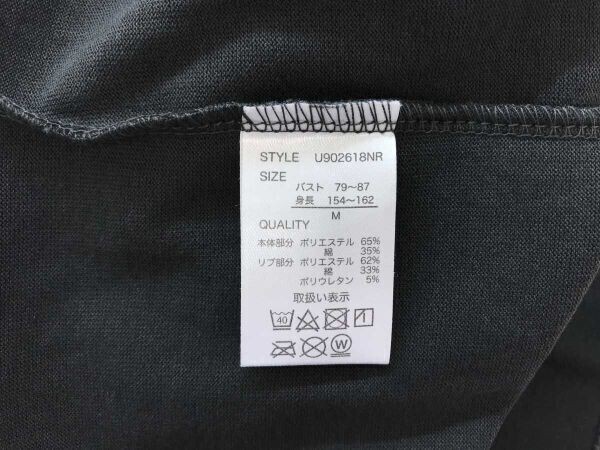 STYLE U902618NR
SIZE
バスト 79～87
身長 154～162
M
QUALITY
本体部分 ポリエステル 65%
綿 35%
リブ部分 ポリエステル 62%
綿 33%
ポリウレタン 5%
取扱い表示
40
W